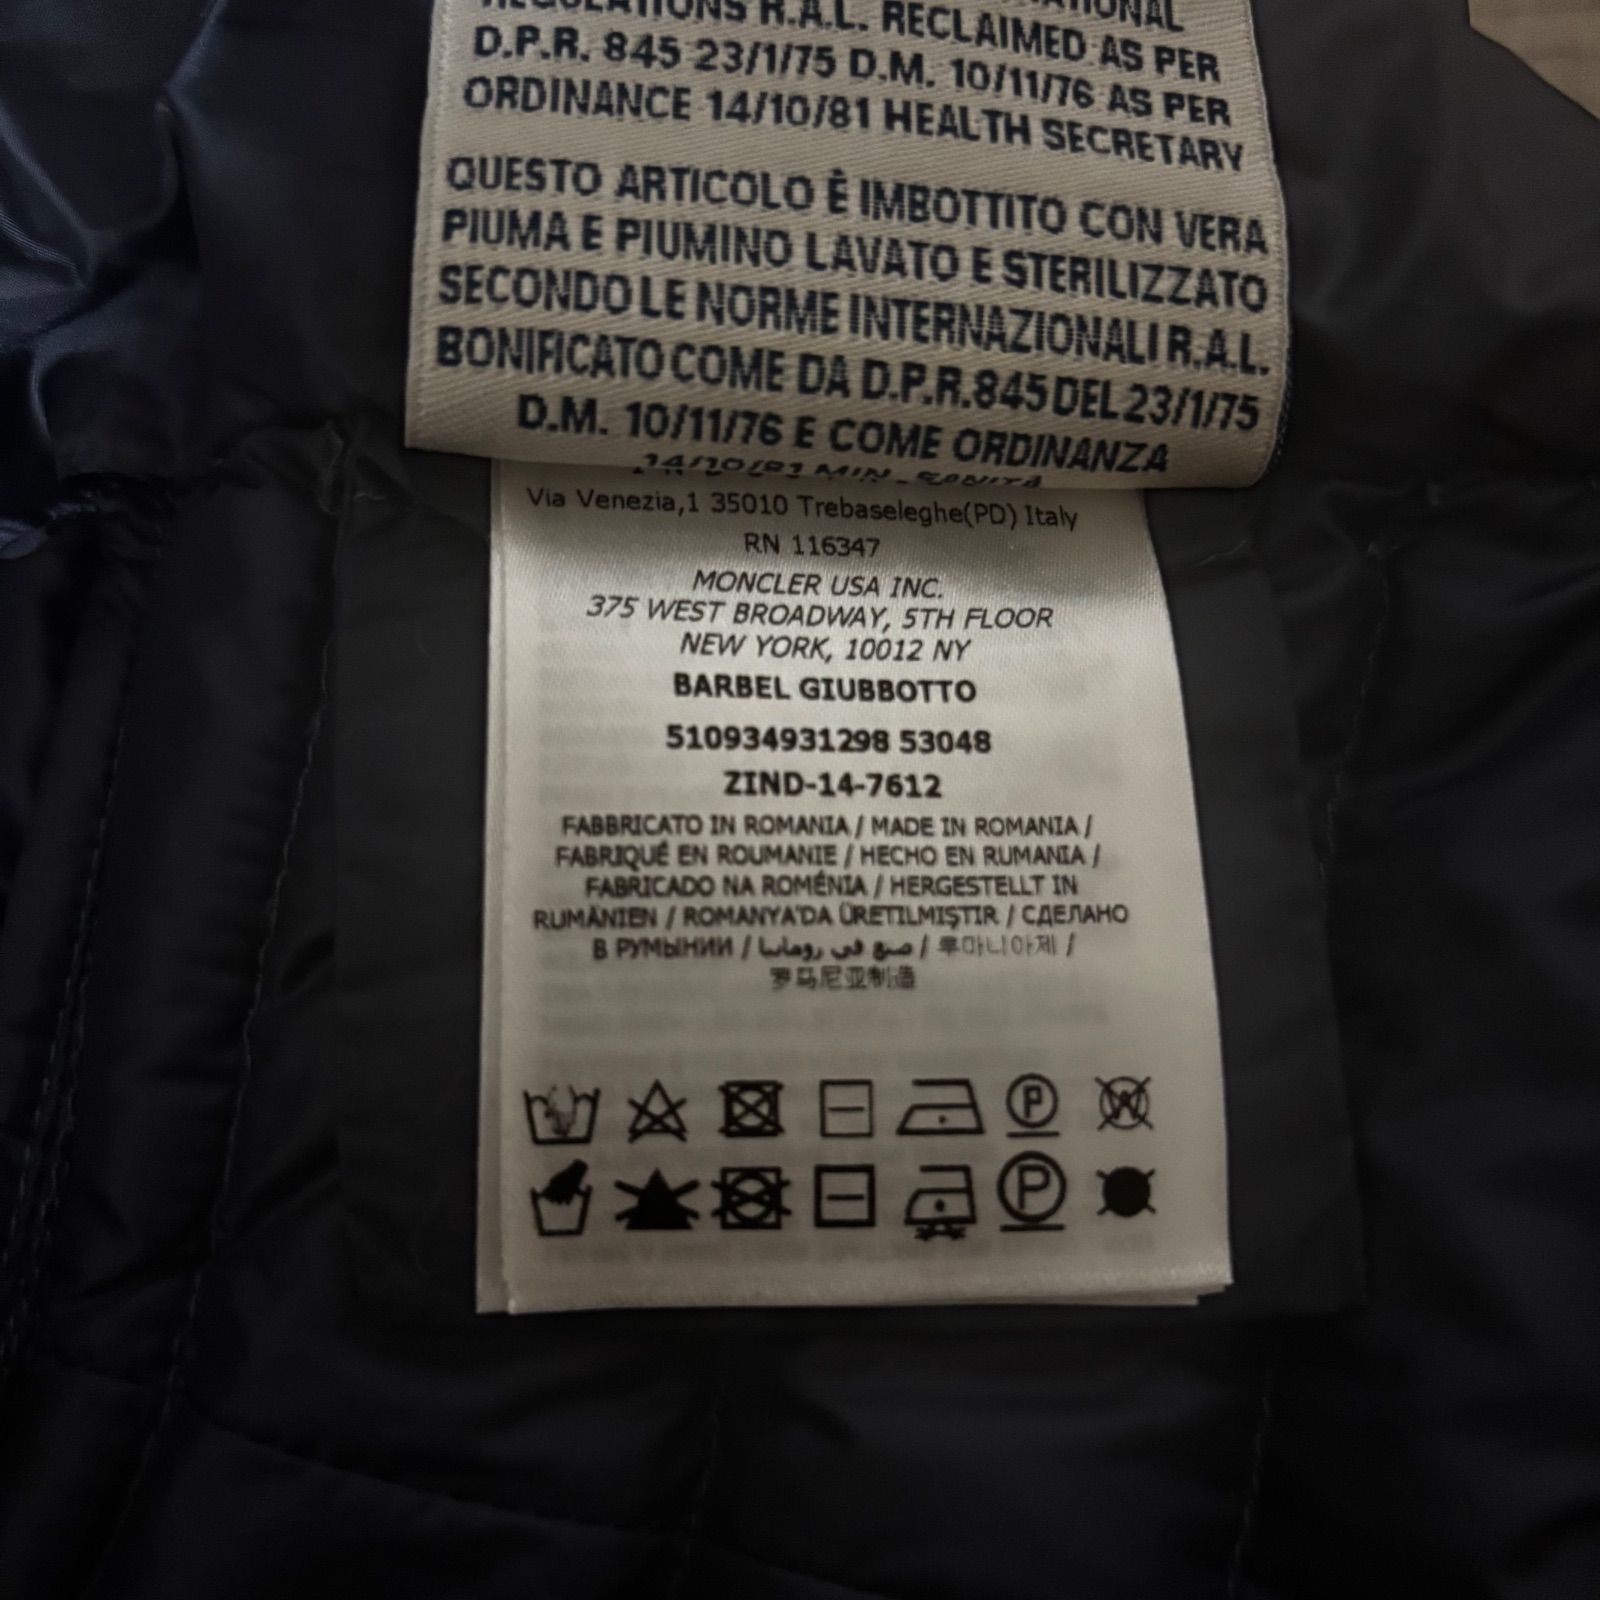 REGULATIONS R.A.L. RECLAIMED AS PER
D.P.R. 845 23/1/75 D.M. 10/11/76 AS PER
ORDINANCE 14/10/81 HEALTH SECRETARY
QUESTO ARTICOLO È IMBOTTITO CON VERA
PIUMA E PIUMINO LAVATO E STERILIZZATO
SECONDO LE NORME INTERNAZIONALI R.A.L.
BONIFICATO COME DA D.P.R.845 DEL 23/1/75
D.M. 10/11/76 E COME ORDINANZA
14/10/81 MIN. SANITÀ
Via Venezia,1 35010 Trebaseleghe(PD) Italy
RN 116347
MONCLER USA INC.
375 WEST BROADWAY, 5TH FLOOR
NEW YORK, 10012 NY
BARBEL GIUBBOTTO
510934931298 53048
ZIND-14-7612
FABBRICATO IN ROMANIA / MADE IN ROMANIA /
FABRIQUÉ EN ROUMANIE / HECHO EN RUMANIA /
FABRICADO NA ROMÉNIA / HERGESTELLT IN
RUMÄNIEN / ROMANYA'DA ÜRETILMIŞTIR / СДЕЛАНО
В РУМЫНИИ / صنع في رومانيا / 루마니아제 /
罗马尼亚制造
P W
P